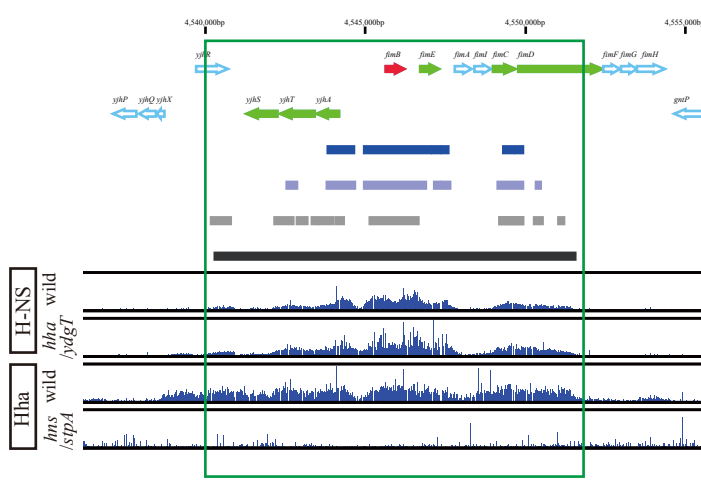 4,540,000bp 4,545,000bp 4,550,000bp 4,555,000bp
yjhR fimB fimE fimA fimI fimC fimD fimF fimG fimH
yjhP yjhQ yjhX yjhS yjhT yjhA gntP
H-NS
wild
hha
/ydgT
Hha
wild
hns
/stpA